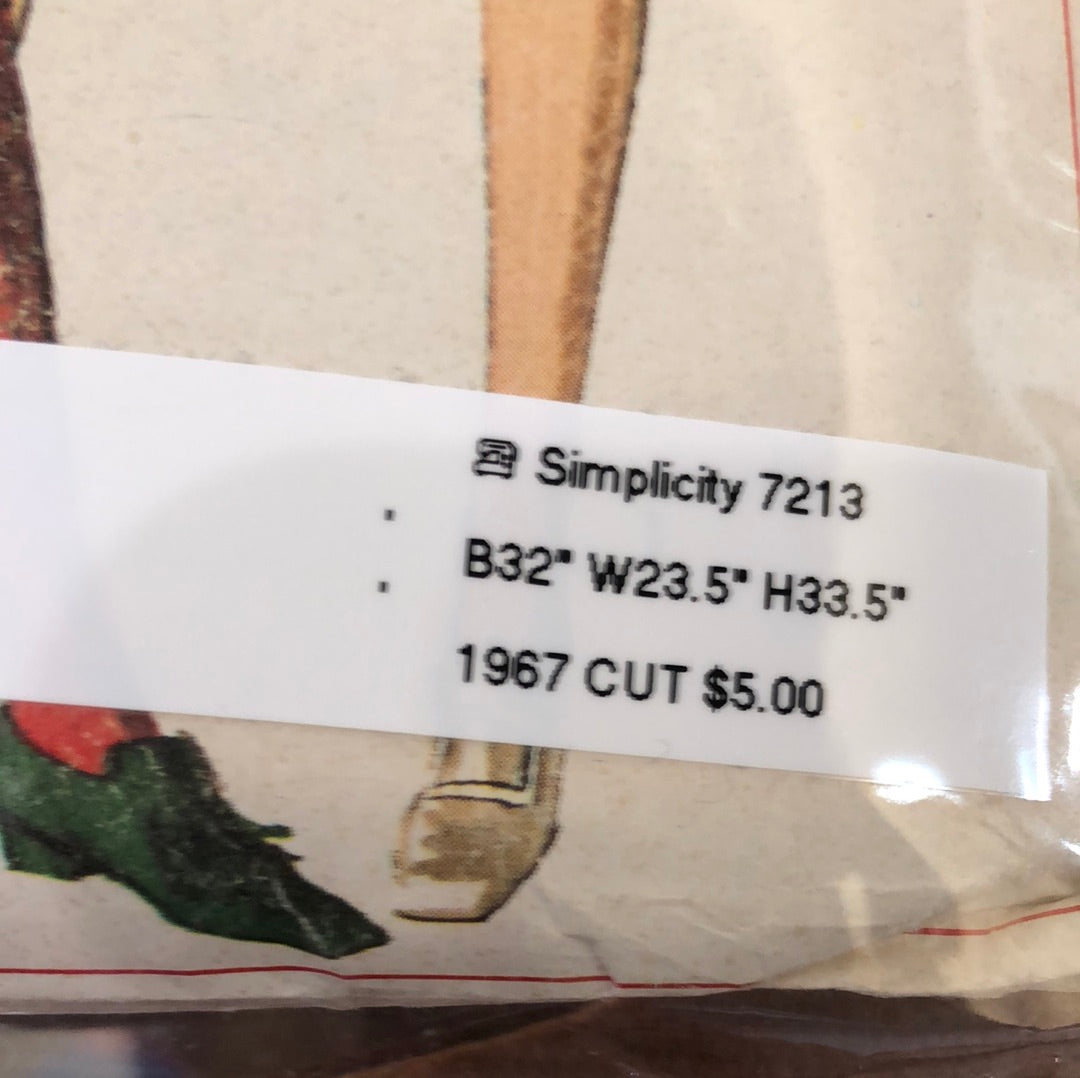 Simplicity 7213
B32" W23.5" H33.5"
1967 CUT $5.00